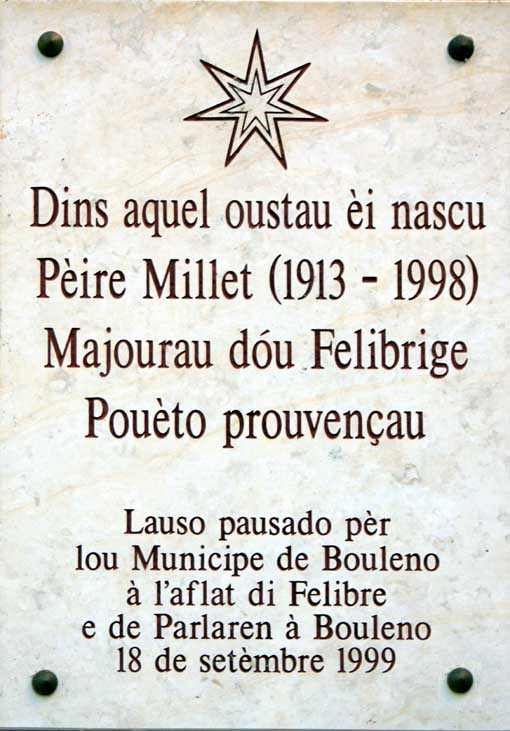 Dins aquel oustau èi nascu
Pèire Millet (1913 - 1998)
Majourau dóu Felibrige
Pouèto prouvençau
Lauso pausado pèr
lou Municipe de Bouleno
à l'aflat di Felibre
e de Parlaren à Bouleno
18 de setèmbre 1999